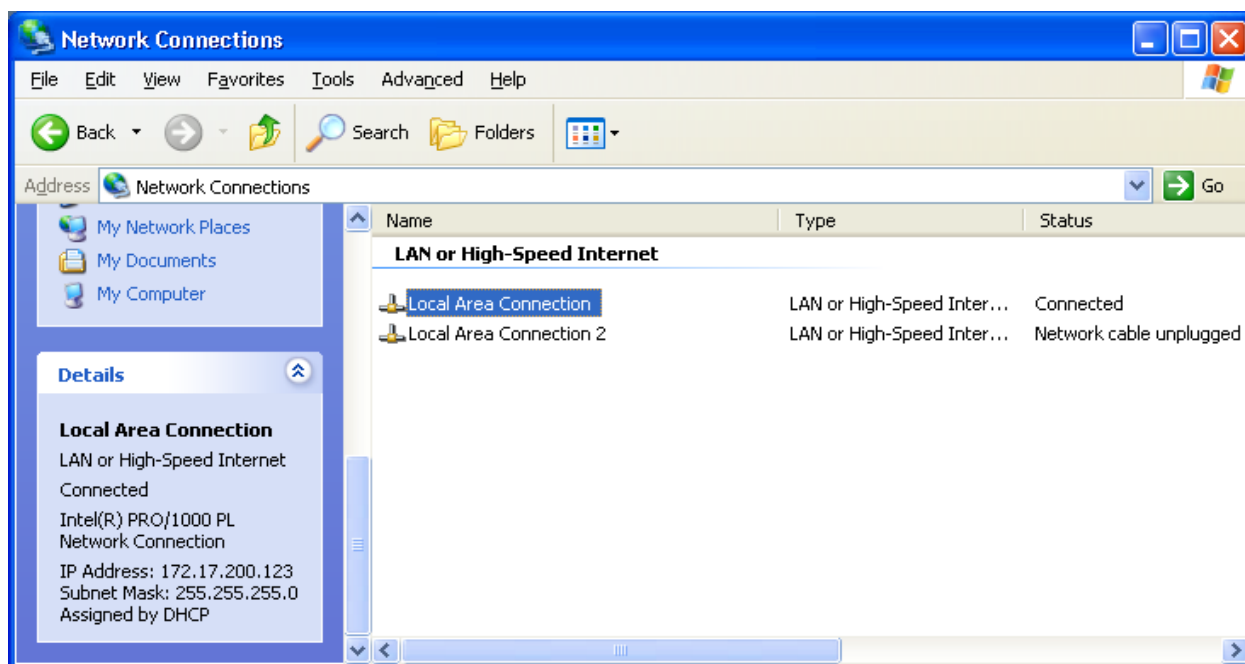 Network Connections
File Edit View Favorites Tools Advanced Help
Back Search Folders
Address Network Connections Go
My Network Places
My Documents
My Computer
Details
Local Area Connection
LAN or High-Speed Internet
Connected
Intel(R) PRO/1000 PL
Network Connection
IP Address: 172.17.200.123
Subnet Mask: 255.255.255.0
Assigned by DHCP
Name Type Status
LAN or High-Speed Internet
Local Area Connection LAN or High-Speed Inter... Connected
Local Area Connection 2 LAN or High-Speed Inter... Network cable unplugged